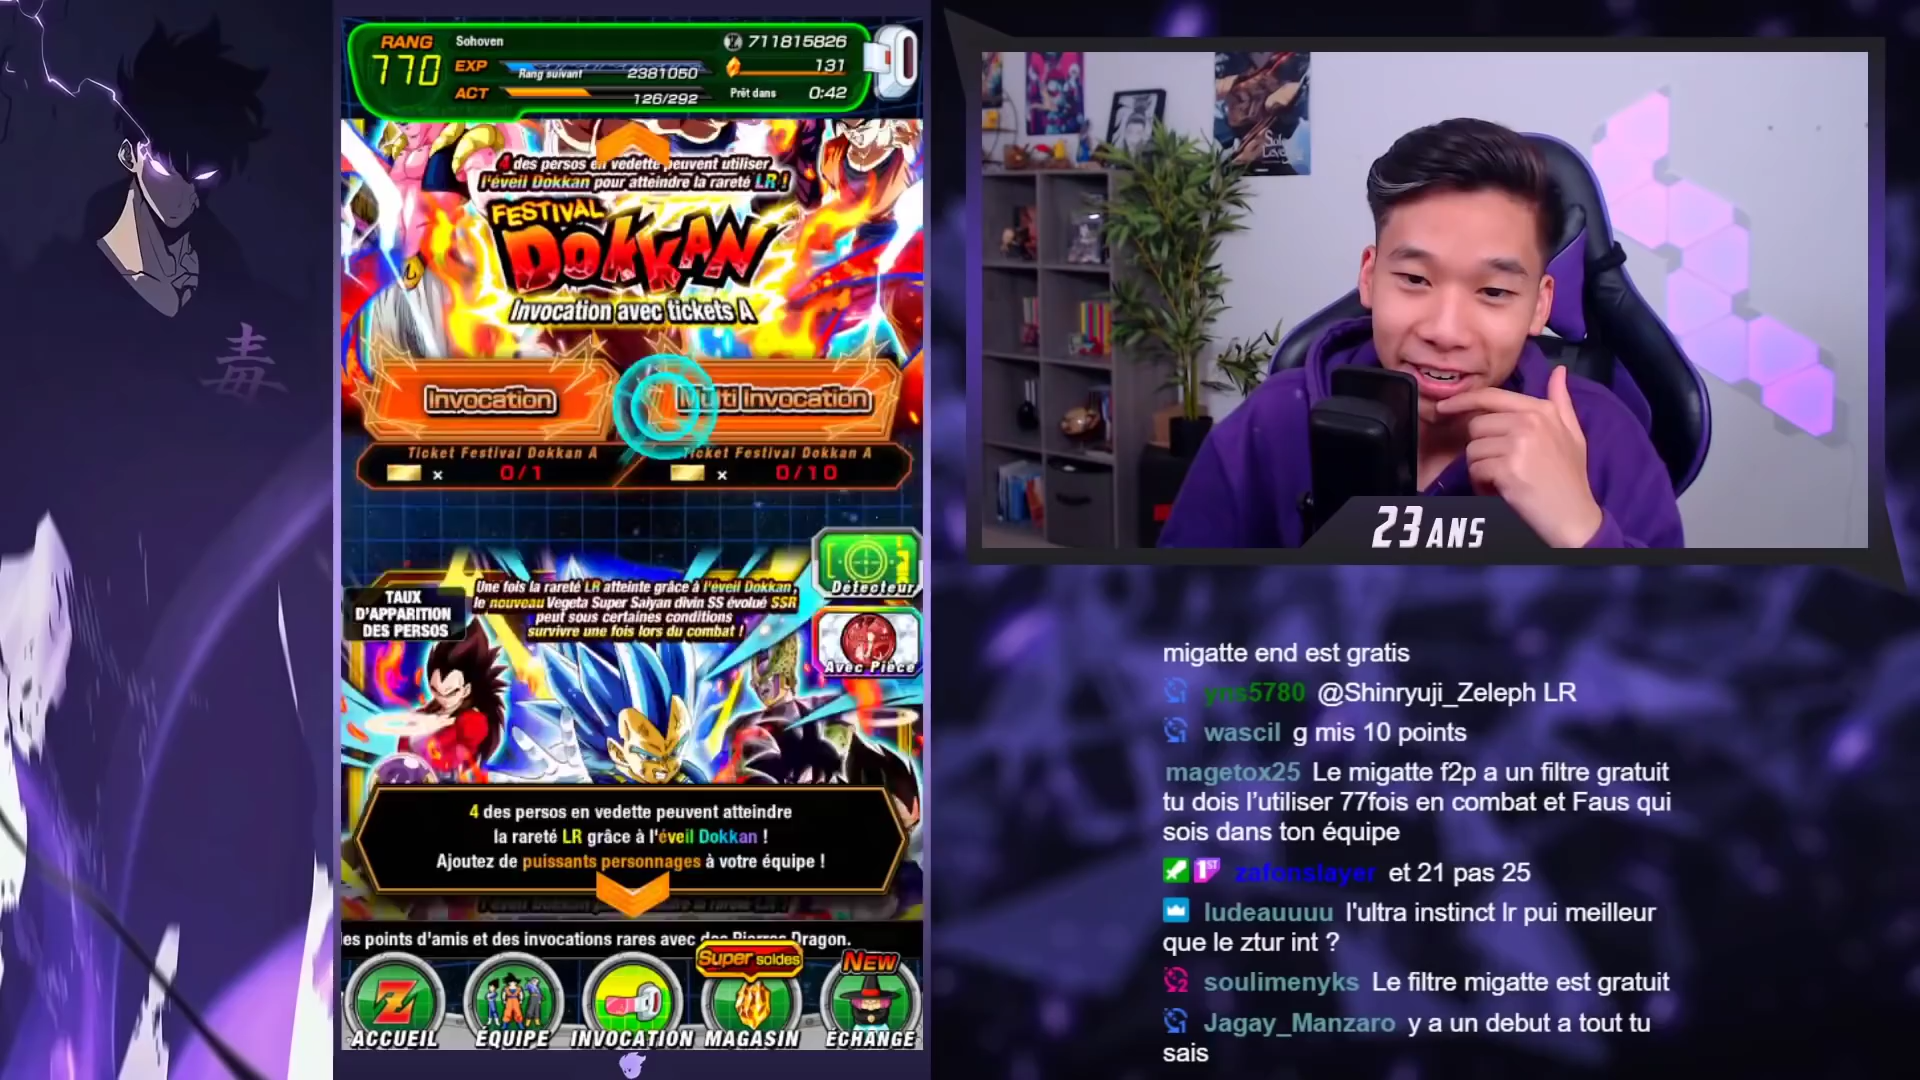 RANG
770
Sohoven
EXP
Rang suivant
2381050
ACT
126/292
711815826
131
Prêt dans 0:42
4 des persos en vedette peuvent utiliser
l'éveil Dokkan pour atteindre la rareté LR !
FESTIVAL
DOKKAN
Invocation avec tickets A
Invocation
Multi Invocation
Ticket Festival Dokkan A
x 0/1
Ticket Festival Dokkan A
x 0/10
Détecteur
TAUX
D'APPARITION
DES PERSOS
Une fois la rareté LR atteinte grâce à l'éveil Dokkan,
le nouveau Vegeta Super Saiyan divin SS évolué SSR
peut sous certaines conditions
survivre une fois lors du combat !
Avec Pièce
4 des persos en vedette peuvent atteindre
la rareté LR grâce à l'éveil Dokkan !
Ajoutez de puissants personnages à votre équipe !
les points d'amis et des invocations rares avec des Pierres Dragon.
Super soldes
NEW
ACCUEIL
ÉQUIPE
INVOCATION
MAGASIN
ÉCHANGE
毒
23 ANS
migatte end est gratis
yns5780 @Shinryuji_Zeleph LR
wascil g mis 10 points
magetox25 Le migatte f2p a un filtre gratuit
tu dois l'utiliser 77fois en combat et Faus qui
sois dans ton équipe
1ST zafonslayer et 21 pas 25
ludeauuuu l'ultra instinct lr pui meilleur
que le ztur int ?
2 soulimenyks Le filtre migatte est gratuit
Jagay_Manzaro y a un debut a tout tu
sais